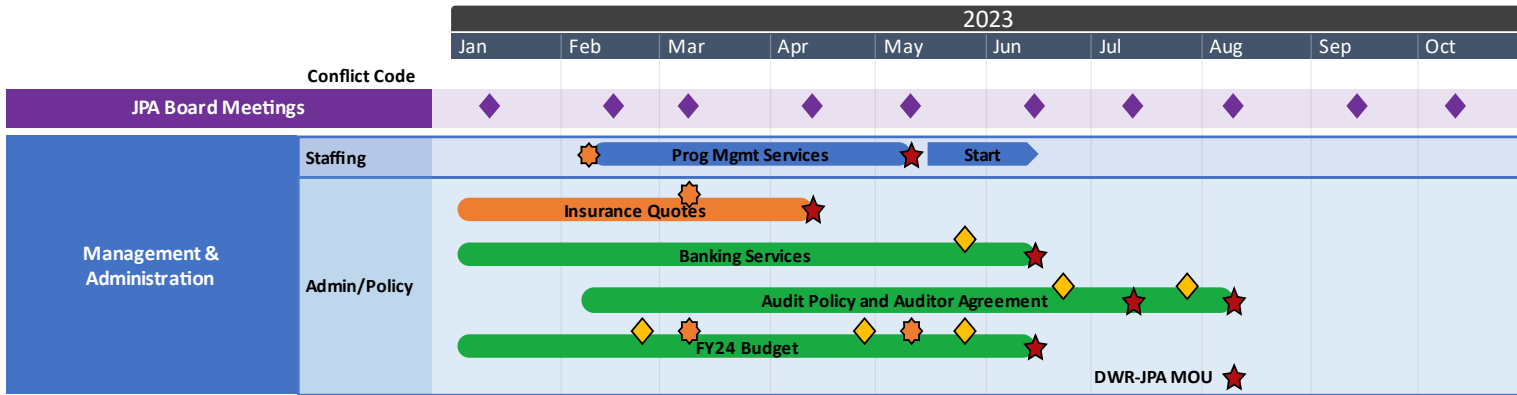 2023
Jan Feb Mar Apr May Jun Jul Aug Sep Oct
Conflict Code
JPA Board Meetings
Staffing
Prog Mgmt Services
Start
Insurance Quotes
Management &
Administration
Banking Services
Admin/Policy
Audit Policy and Auditor Agreement
FY24 Budget
DWR-JPA MOU